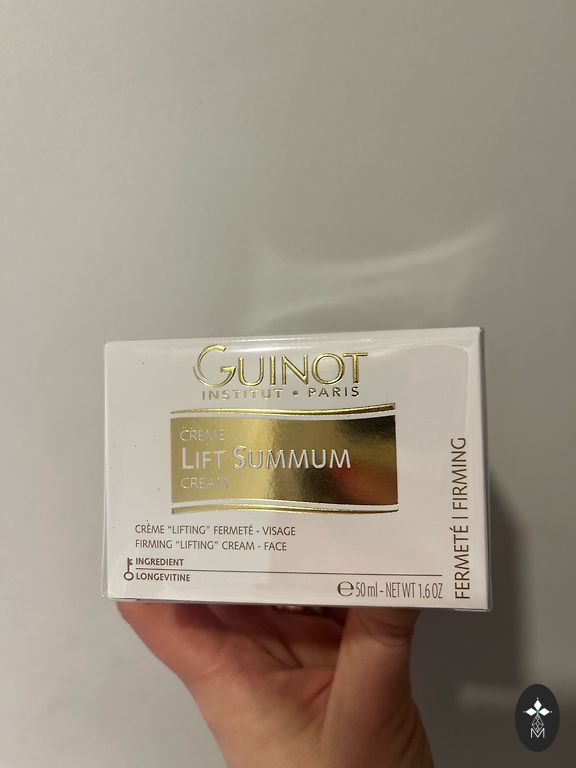 GUINOT
INSTITUT • PARIS
CRÈME
LIFT SUMMUM
CREAM
CRÈME "LIFTING" FERMETÉ - VISAGE
FIRMING "LIFTING" CREAM - FACE
INGREDIENT
LONGEVITINE
℮ 50 ml - NET WT 1.6 OZ
FERMETÉ | FIRMING
M